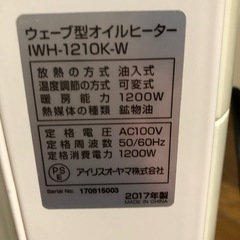 ウェーブ型オイルヒーター
IWH-1210K-W
放熱の方式 油入式
温度調節の方式 可変式
暖房能力 1200W
熱媒体の種類 鉱物油
定格電圧 AC100V
定格周波数 50/60Hz
定格消費電力 1200W
PSE
アイリスオーヤマ株式会社
Serial No. 170815003
2017年製
MADE IN CHINA